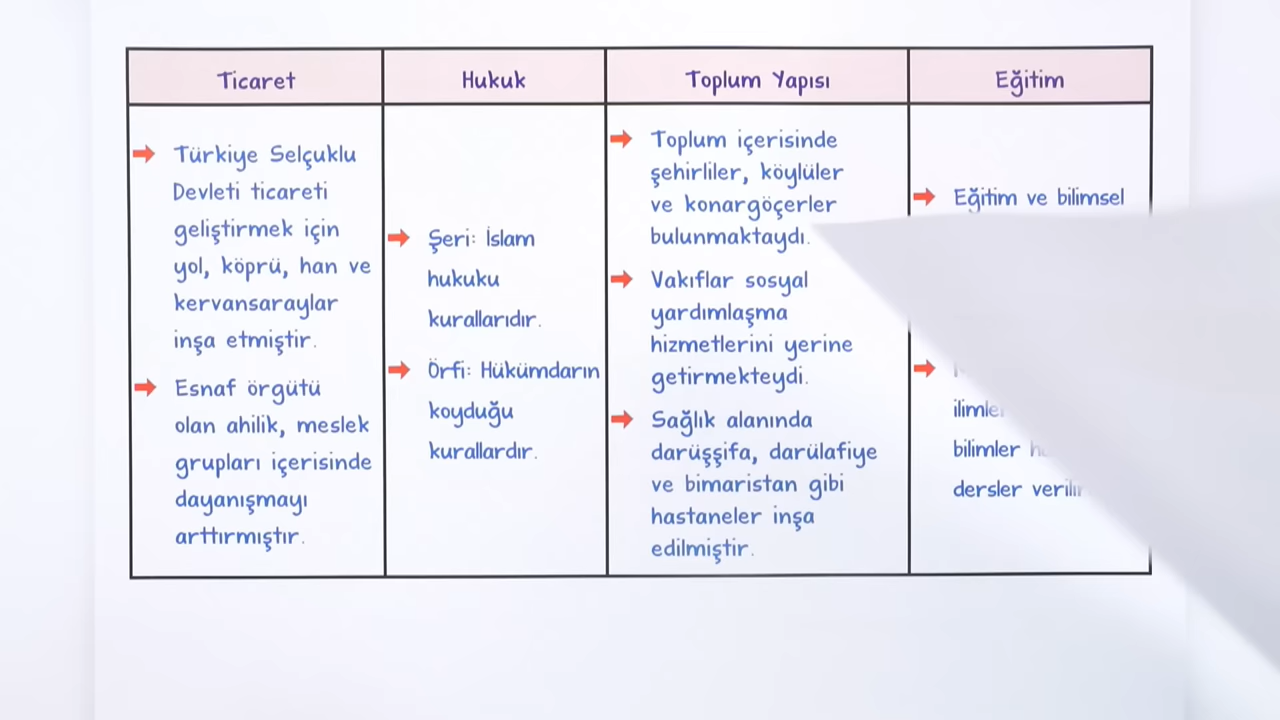 Ticaret
Türkiye Selçuklu
Devleti ticareti
geliştirmek için
yol, köprü, han ve
kervansaraylar
inşa etmiştir.
Esnaf örgütü
olan ahilik, meslek
grupları içerisinde
dayanışmayı
arttırmıştır.
Hukuk
Şeri: İslam
hukuku
kurallarıdır.
Örfi: Hükümdarın
koyduğu
kurallardır.
Toplum Yapısı
Toplum içerisinde
şehirliler, köylüler
ve konargöçerler
bulunmaktaydı.
Vakıflar sosyal
yardımlaşma
hizmetlerini yerine
getirmekteydi.
Sağlık alanında
darüşşifa, darülafiye
ve bimaristan gibi
hastaneler inşa
edilmiştir.
Eğitim
Eğitim ve bilimsel
bilimler
dersler